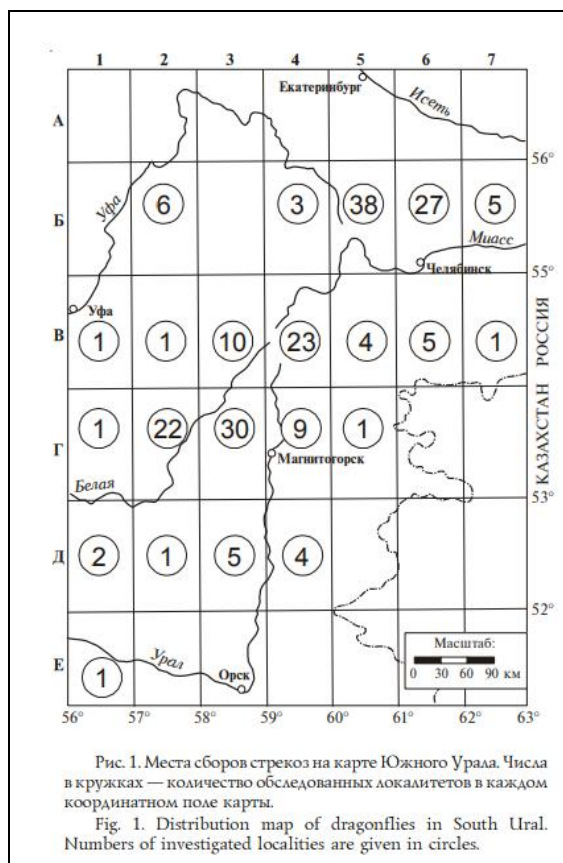 1 2 3 4 5 6 7
Екатеринбург
Исеть
А
56°
Уфа
6 3 38 27 5
Б
Миасс
Челябинск
55°
Уфа
В
1 1 10 23 4 5 1
РОССИЯ
КАЗАХСТАН
1 22 30 9 1
Г
Магнитогорск
Белая
53°
Д
2 1 5 4
52°
Масштаб:
0 30 60 90 км
Урал
Е
1
Орск
56° 57° 58° 59° 60° 61° 62° 63°
Рис. 1. Места сборов стрекоз на карте Южного Урала. Числа
в кружках — количество обследованных локалитетов в каждом
координатном поле карты.
Fig. 1. Distribution map of dragonflies in South Ural.
Numbers of investigated localities are given in circles.